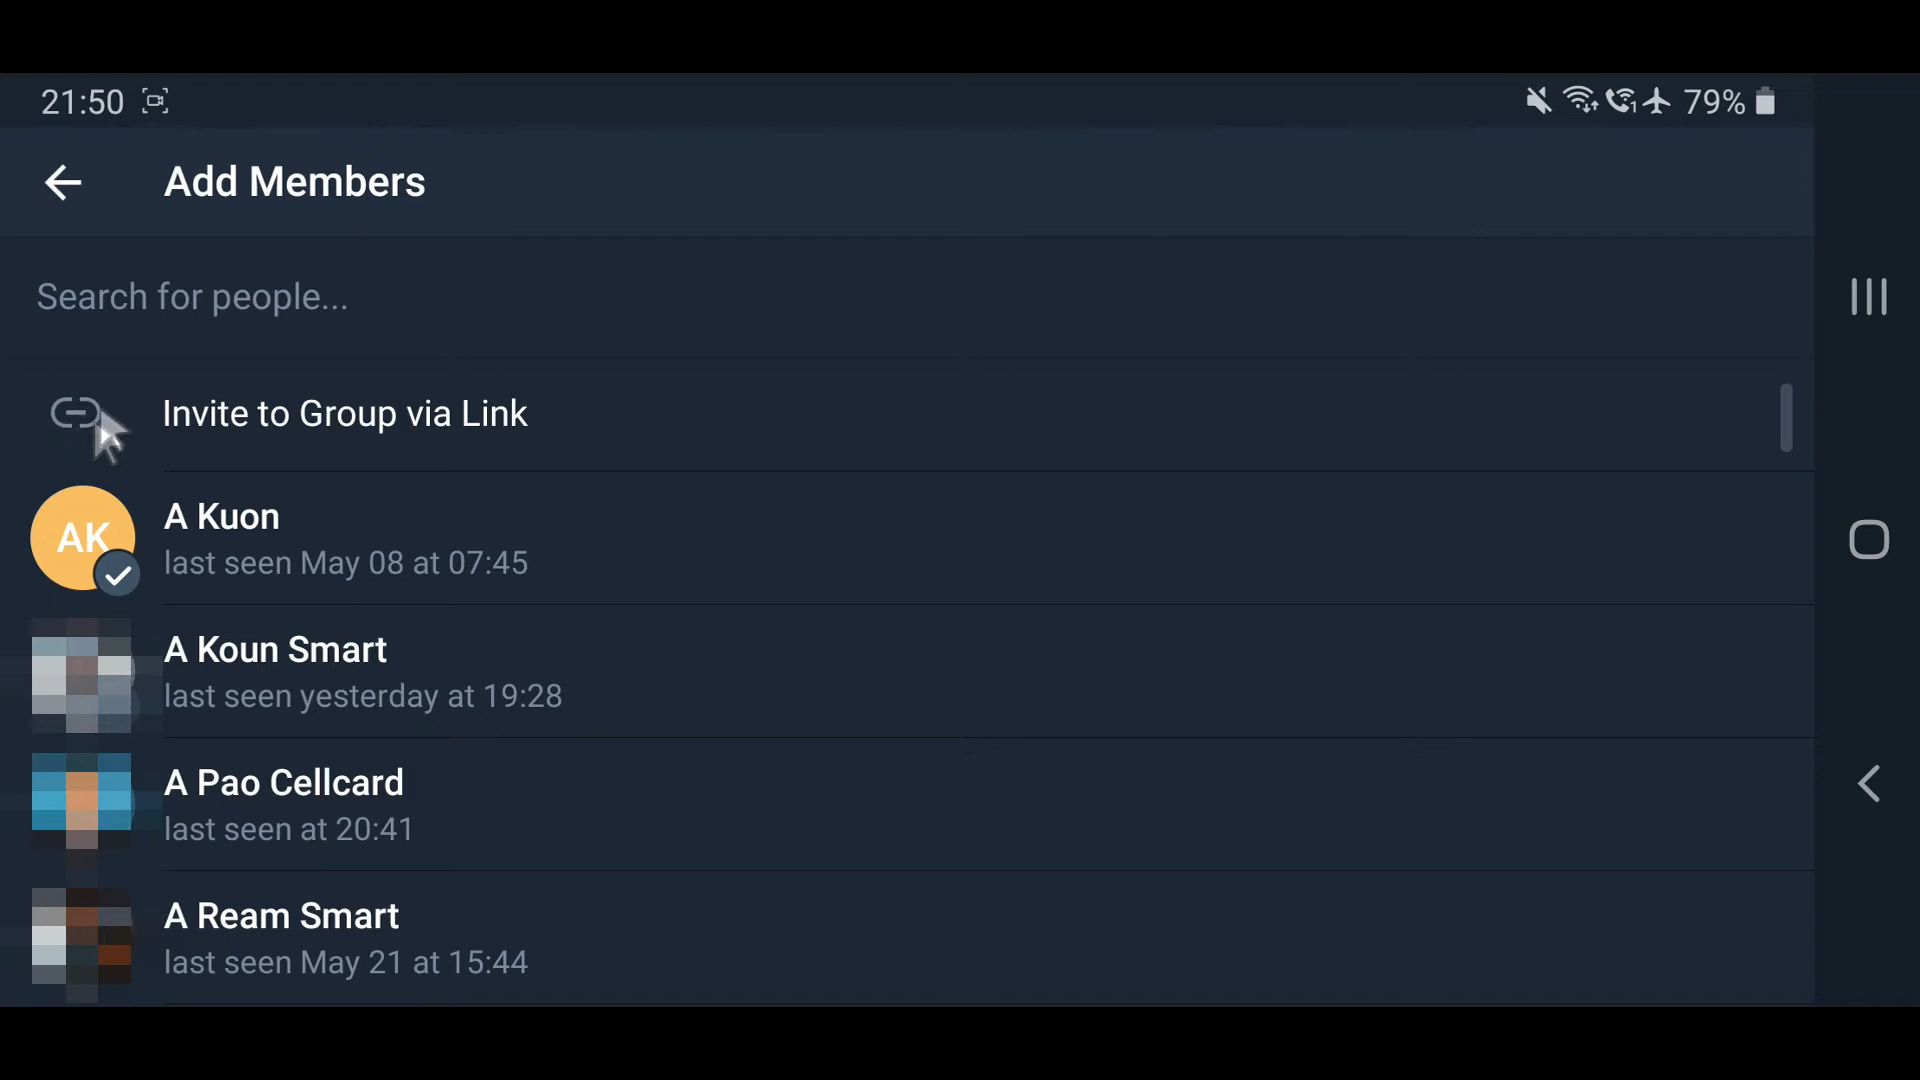 21:50
79%
Add Members
Search for people...
Invite to Group via Link
AK
A Kuon
last seen May 08 at 07:45
A Koun Smart
last seen yesterday at 19:28
A Pao Cellcard
last seen at 20:41
A Ream Smart
last seen May 21 at 15:44